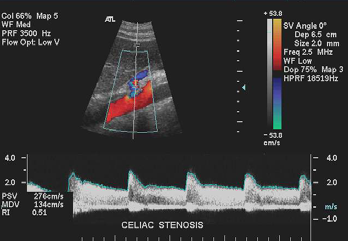 Col 66% Map 5
WF Med
PRF 3500 Hz
Flow Opt: Low V
ATL
+ 53.8
- 53.8
cm/s
SV Angle 0°
Dep 6.5 cm
Size 2.0 mm
Freq 2.5 MHz
WF Low
Dop 75% Map 3
HPRF 18519Hz
4.0
2.0
PSV 276cm/s
MDV 134cm/s
RI 0.51
4.0
2.0
m/s
-1.0
CELIAC STENOSIS